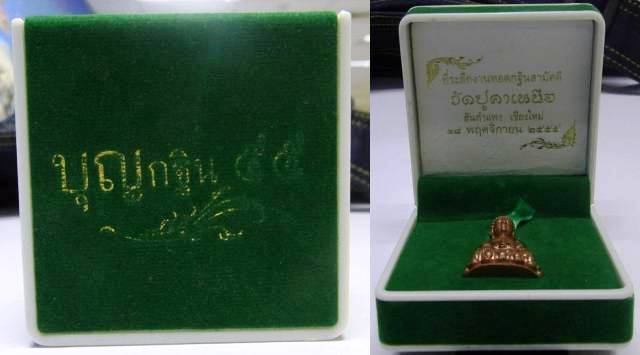 บุญกฐิน ๕๕
ที่ระลึกงานทอดกฐินสามัคคี
วัดปูคาเหนือ
สันกำแพง เชียงใหม่
๑๘ พฤศจิกายน ๒๕๕๕